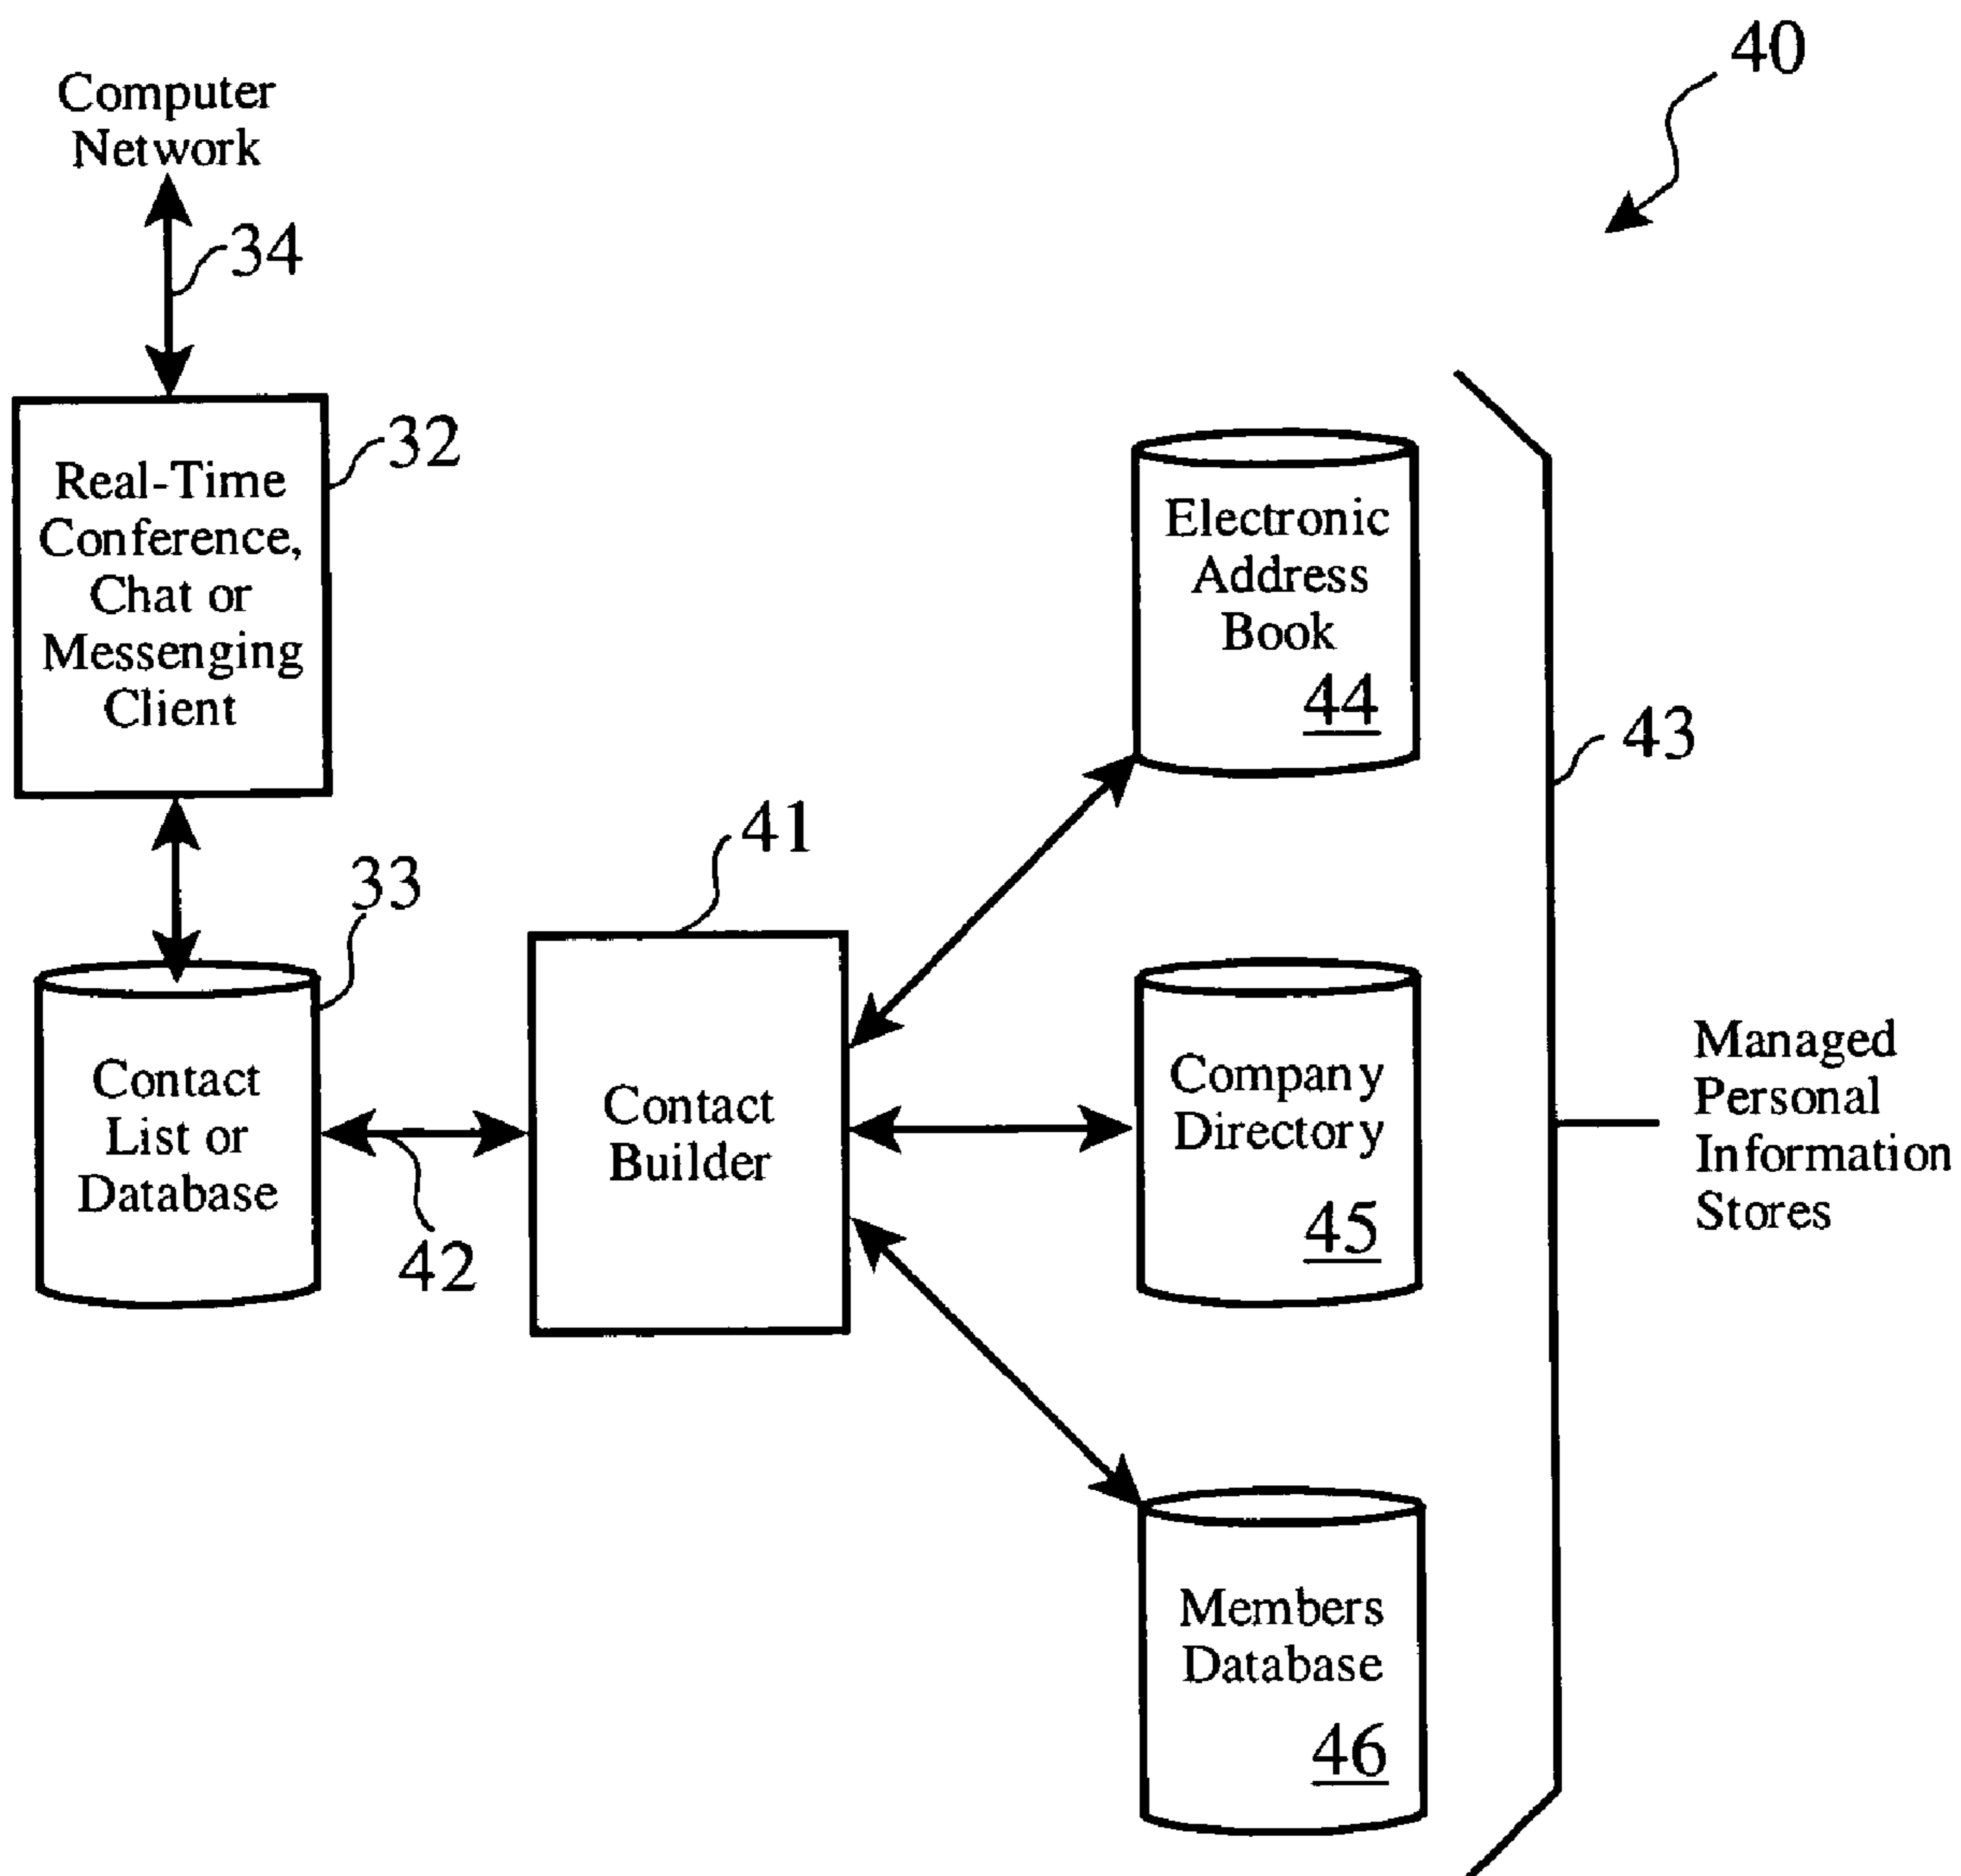 40
Computer
Network
34
32
Real-Time
Conference,
Chat or
Messenging
Client
Electronic
Address
Book
44
43
41
33
Contact
List or
Database
42
Contact
Builder
Company
Directory
45
Managed
Personal
Information
Stores
Members
Database
46